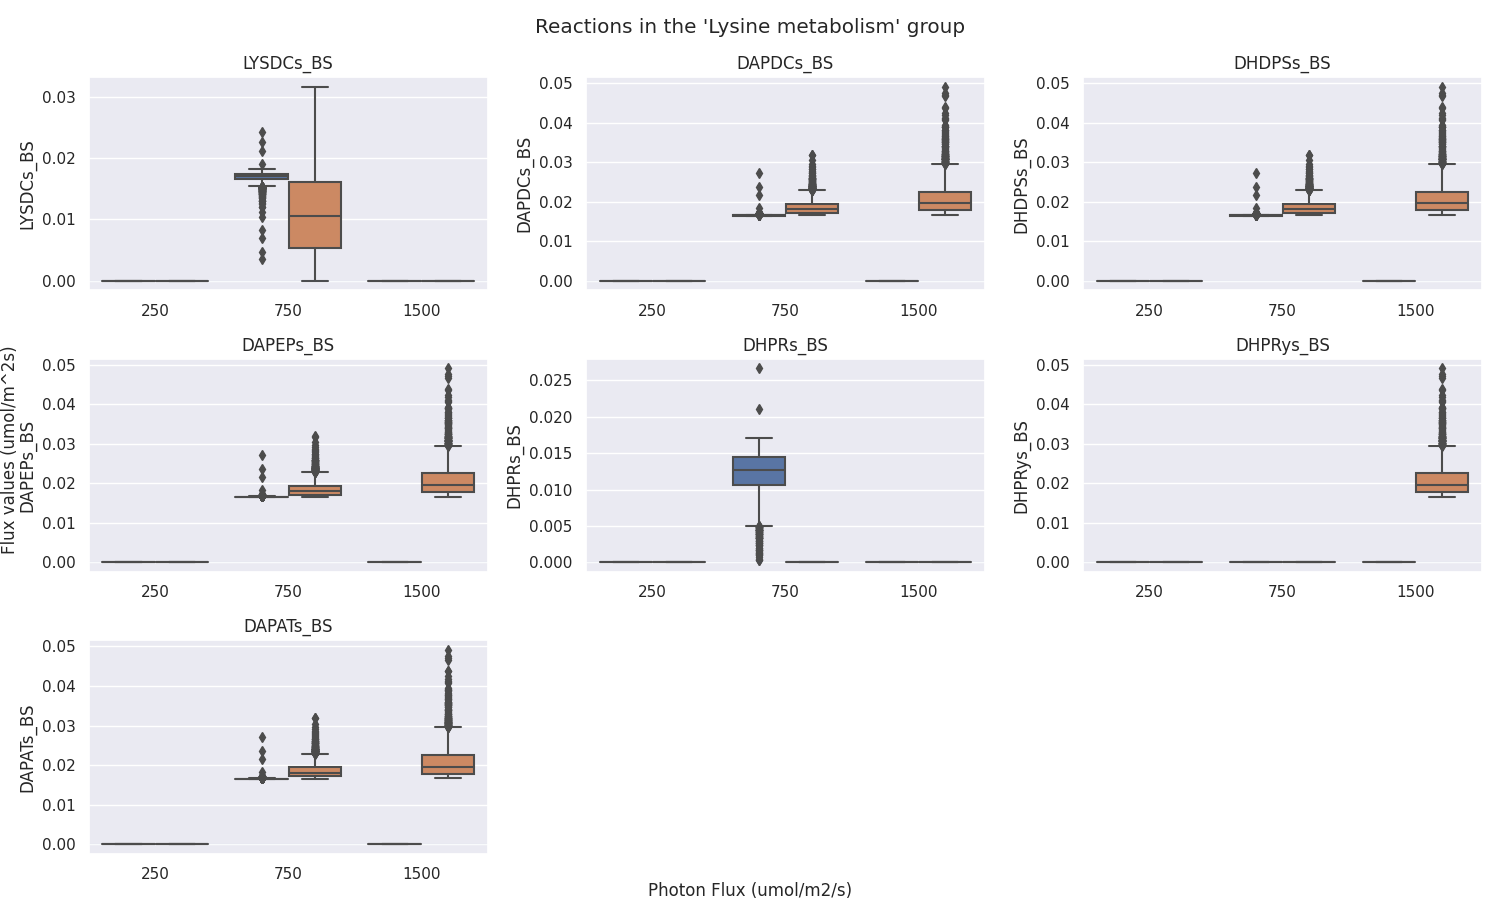 Reactions in the 'Lysine metabolism' group
LYSDCs_BS
DAPDCs_BS
DHDPSs_BS
LYSDCs_BS
0.03
0.02
0.01
0.00
250 750 1500
DAPDCs_BS
0.05
0.04
0.03
0.02
0.01
0.00
250 750 1500
DHDPSs_BS
0.05
0.04
0.03
0.02
0.01
0.00
250 750 1500
Flux values (umol/m^2s)
DAPEPs_BS
DHPRs_BS
DHPRys_BS
DAPEPs_BS
0.05
0.04
0.03
0.02
0.01
0.00
250 750 1500
DHPRs_BS
0.025
0.020
0.015
0.010
0.005
0.000
250 750 1500
DHPRys_BS
0.05
0.04
0.03
0.02
0.01
0.00
250 750 1500
DAPATs_BS
DAPATs_BS
0.05
0.04
0.03
0.02
0.01
0.00
250 750 1500
Photon Flux (umol/m2/s)